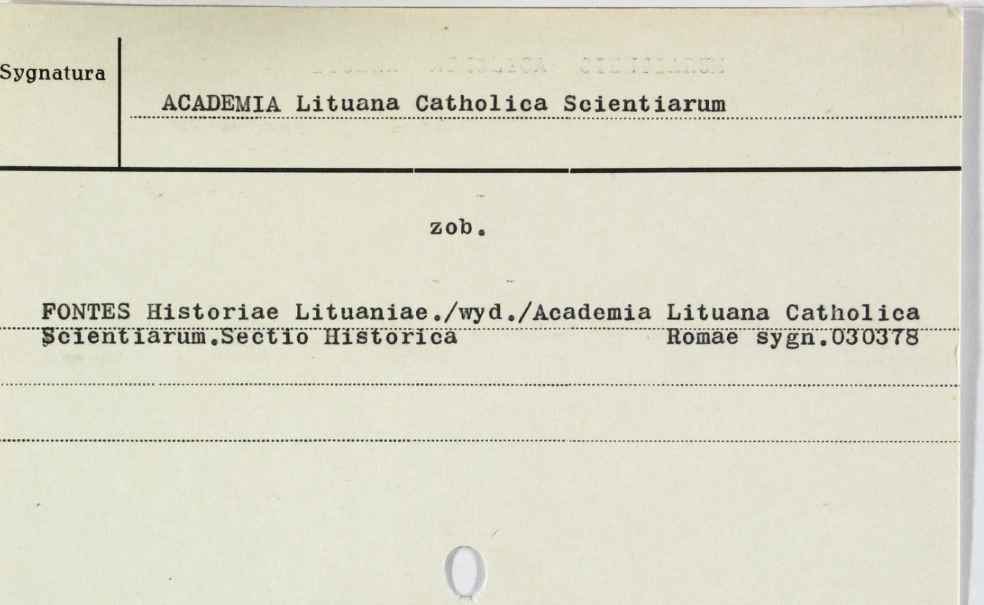 Sygnatura
ACADEMIA Lituana Catholica Scientiarum
zob.
FONTES Historiae Lituaniae./wyd./Academia Lituana Catholica
Scientiarum.Sectio Historica Romae sygn.030378